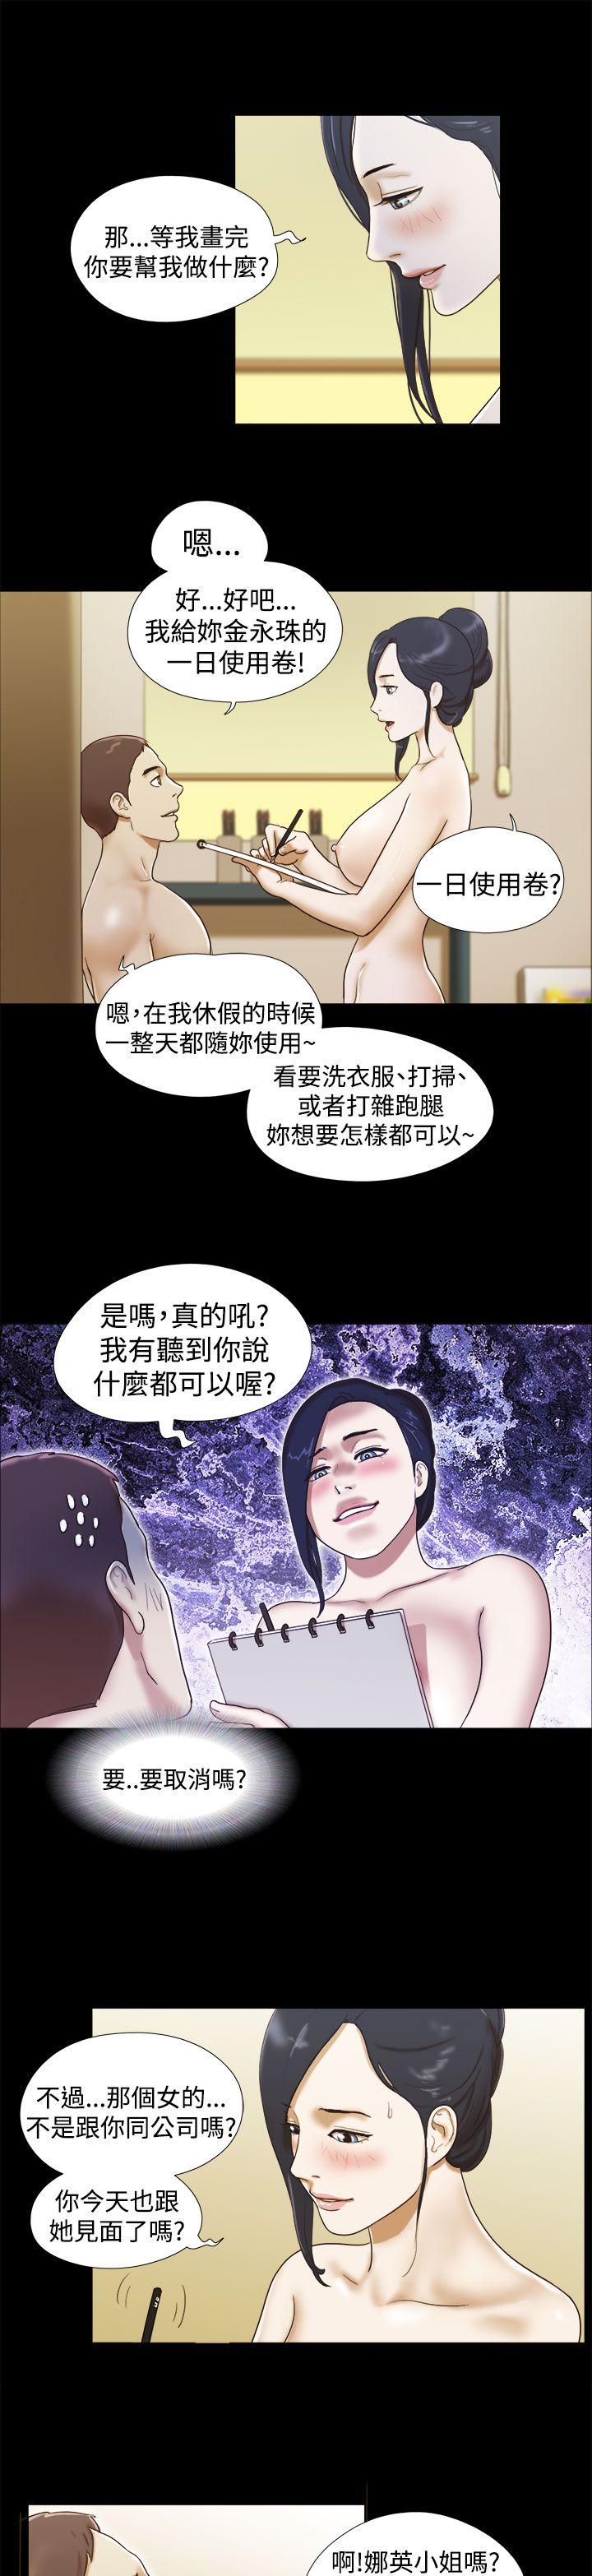 那...等我畫完
你要幫我做什麼?
嗯...
好...好吧...
我給妳金永珠的
一日使用卷!
一日使用卷?
嗯,在我休假的時候
一整天都隨妳使用~
看要洗衣服、打掃、
或者打雜跑腿
妳想要怎樣都可以~
是嗎,真的吼?
我有聽到你說
什麼都可以喔?
要..要取消嗎?
不過...那個女的...
不是跟你同公司嗎?
你今天也跟
她見面了嗎?
啊!娜英小姐嗎?